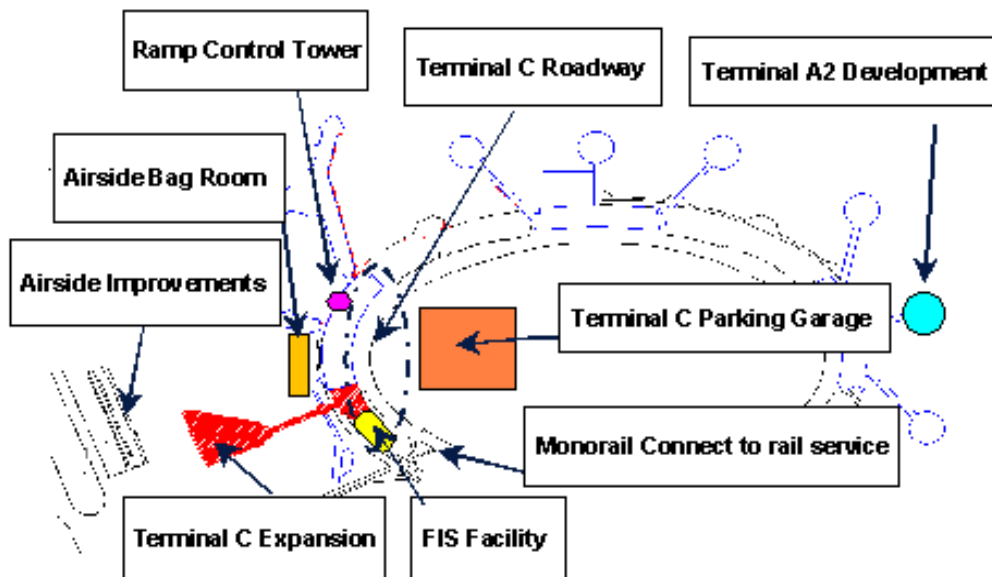 Ramp Control Tower
Terminal C Roadway
Terminal A2 Development
Airside Bag Room
Airside Improvements
Terminal C Parking Garage
Monorail Connect to rail service
Terminal C Expansion
FIS Facility